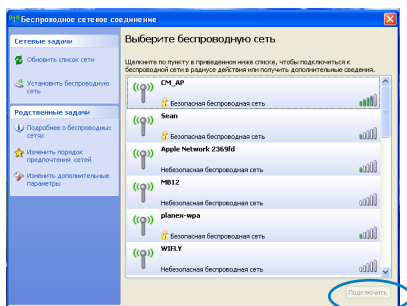 Беспроводное сетевое соединение
Сетевые задачи
Обновить список сети
Установить беспроводную
сеть
Родственные задачи
Подробнее о беспроводных
сетях
Изменить порядок
предпочтения сетей
Изменить дополнительные
параметры
Выберите беспроводную сеть
Щелкните по пункту в приведенном ниже списке, чтобы подключиться к
беспроводной сети в радиусе действия или получить дополнительные сведения.
CM_AP
Безопасная беспроводная сеть
Sean
Безопасная беспроводная сеть
Apple Network 2369fd
Небезопасная беспроводная сеть
MB12
Небезопасная беспроводная сеть
planex-wpa
Безопасная беспроводная сеть
WIFLY
Небезопасная беспроводная сеть
Подключить